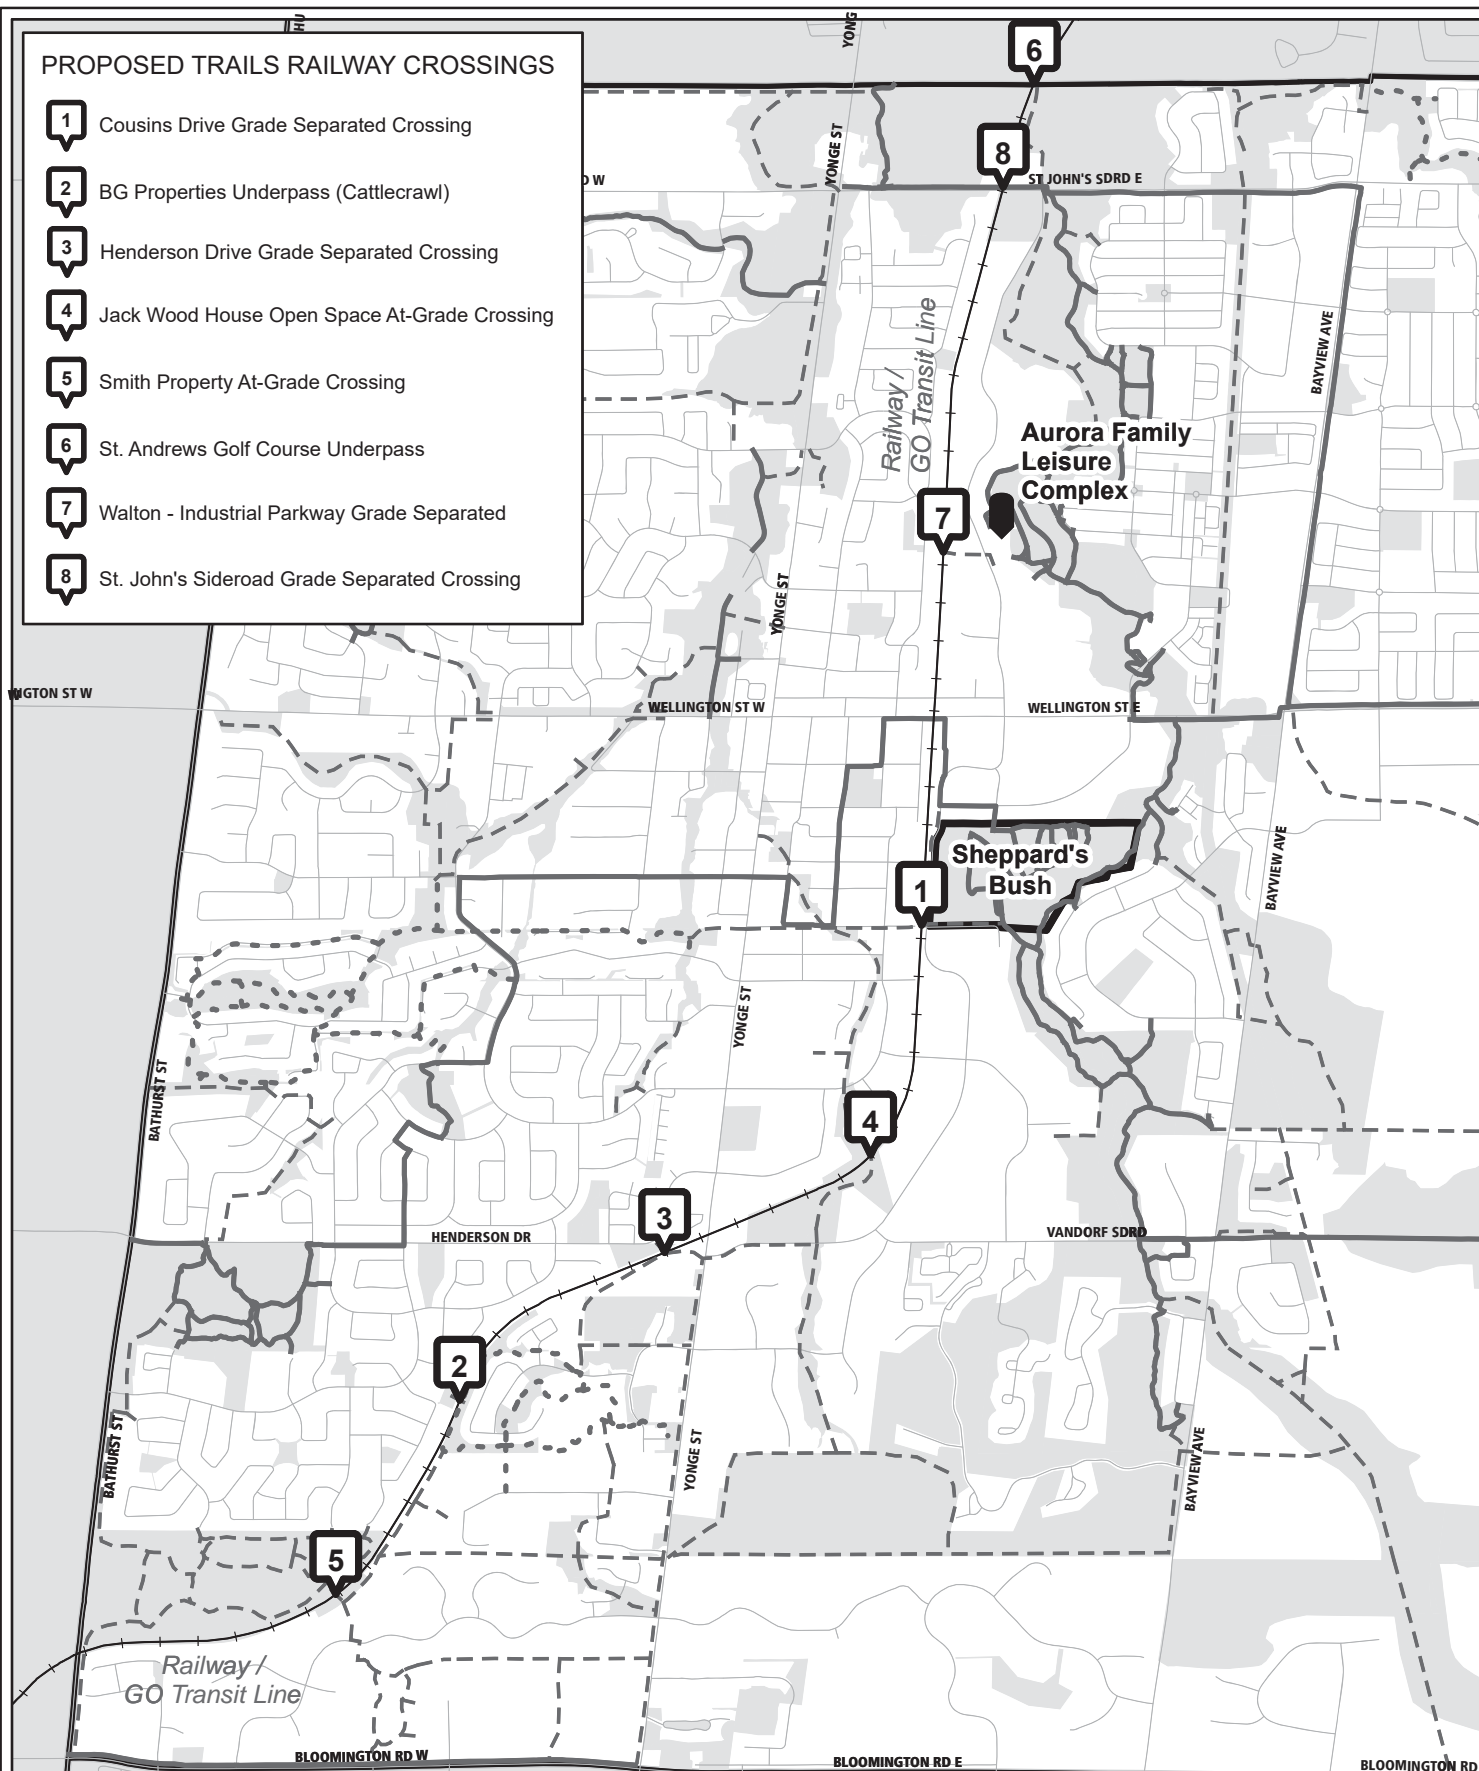 HU
YONG
6
PROPOSED TRAILS RAILWAY CROSSINGS
1 Cousins Drive Grade Separated Crossing
2 BG Properties Underpass (Cattlecrawl)
3 Henderson Drive Grade Separated Crossing
4 Jack Wood House Open Space At-Grade Crossing
5 Smith Property At-Grade Crossing
6 St. Andrews Golf Course Underpass
7 Walton - Industrial Parkway Grade Separated
8 St. John's Sideroad Grade Separated Crossing
8
YONGE ST
D W
ST JOHN'S SDRD E
Railway /
GO Transit Line
BAYVIEW AVE
Aurora Family
Leisure
Complex
7
YONGE ST
NGTON ST W
WELLINGTON ST W
WELLINGTON ST E
Sheppard's
Bush
1
BAYVIEW AVE
YONGE ST
BATHURST ST
4
3
HENDERSON DR
VANDORF SDRD
2
BATHURST ST
YONGE ST
BAYVIEW AVE
5
Railway /
GO Transit Line
BLOOMINGTON RD W
BLOOMINGTON RD E
BLOOMINGTON RD